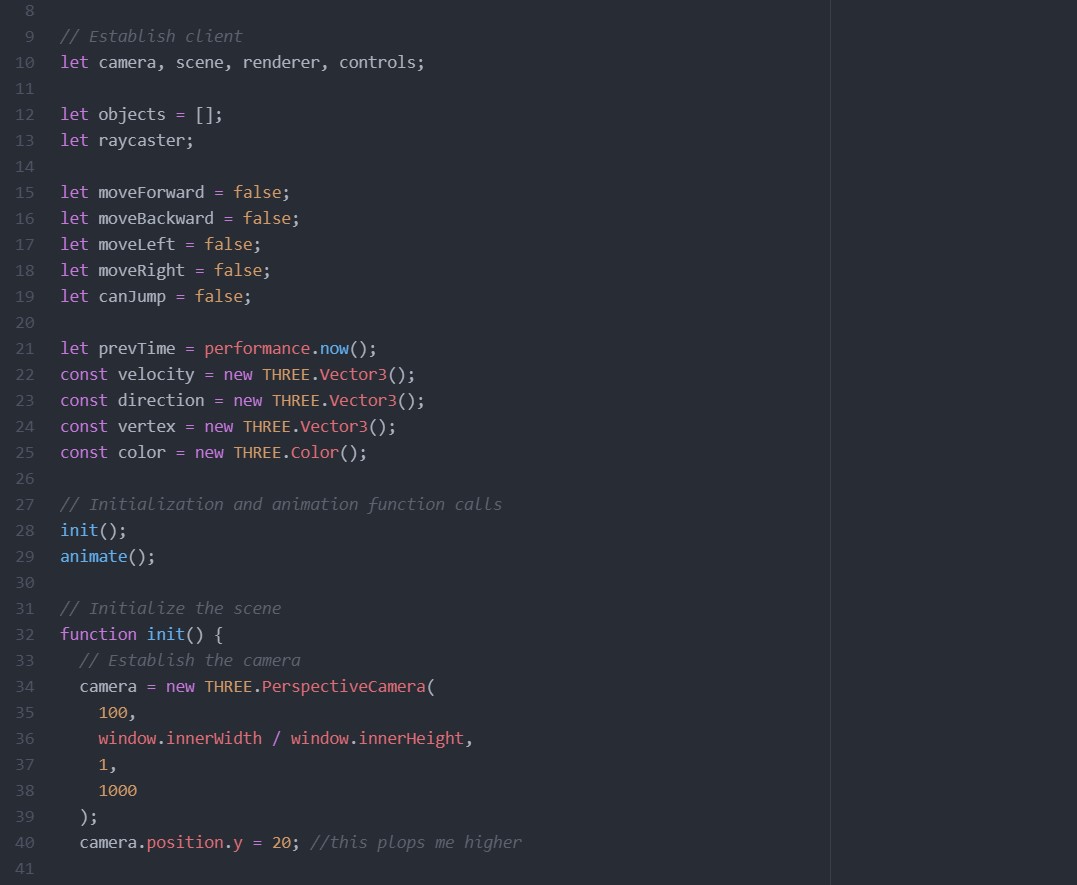 8
9 // Establish client
10 let camera, scene, renderer, controls;
11
12 let objects = [];
13 let raycaster;
14
15 let moveForward = false;
16 let moveBackward = false;
17 let moveLeft = false;
18 let moveRight = false;
19 let canJump = false;
20
21 let prevTime = performance.now();
22 const velocity = new THREE.Vector3();
23 const direction = new THREE.Vector3();
24 const vertex = new THREE.Vector3();
25 const color = new THREE.Color();
26
27 // Initialization and animation function calls
28 init();
29 animate();
30
31 // Initialize the scene
32 function init() {
33   // Establish the camera
34   camera = new THREE.PerspectiveCamera(
35     100,
36     window.innerWidth / window.innerHeight,
37     1,
38     1000
39   );
40   camera.position.y = 20; //this plops me higher
41